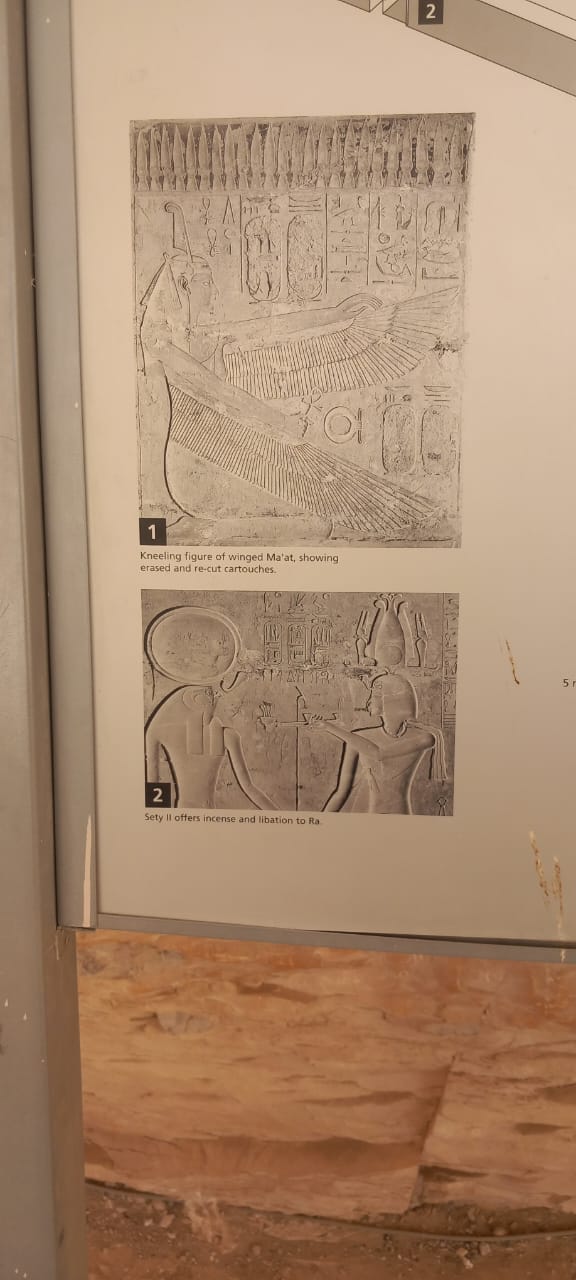 2
1
Kneeling figure of winged Ma'at, showing
erased and re-cut cartouches.
2
Sety II offers incense and libation to Ra.
5